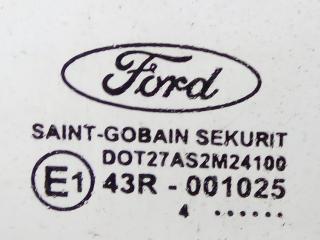 Ford
SAINT-GOBAIN SEKURIT
DOT27AS2M24100
E1 43R - 001025
4 ••••••